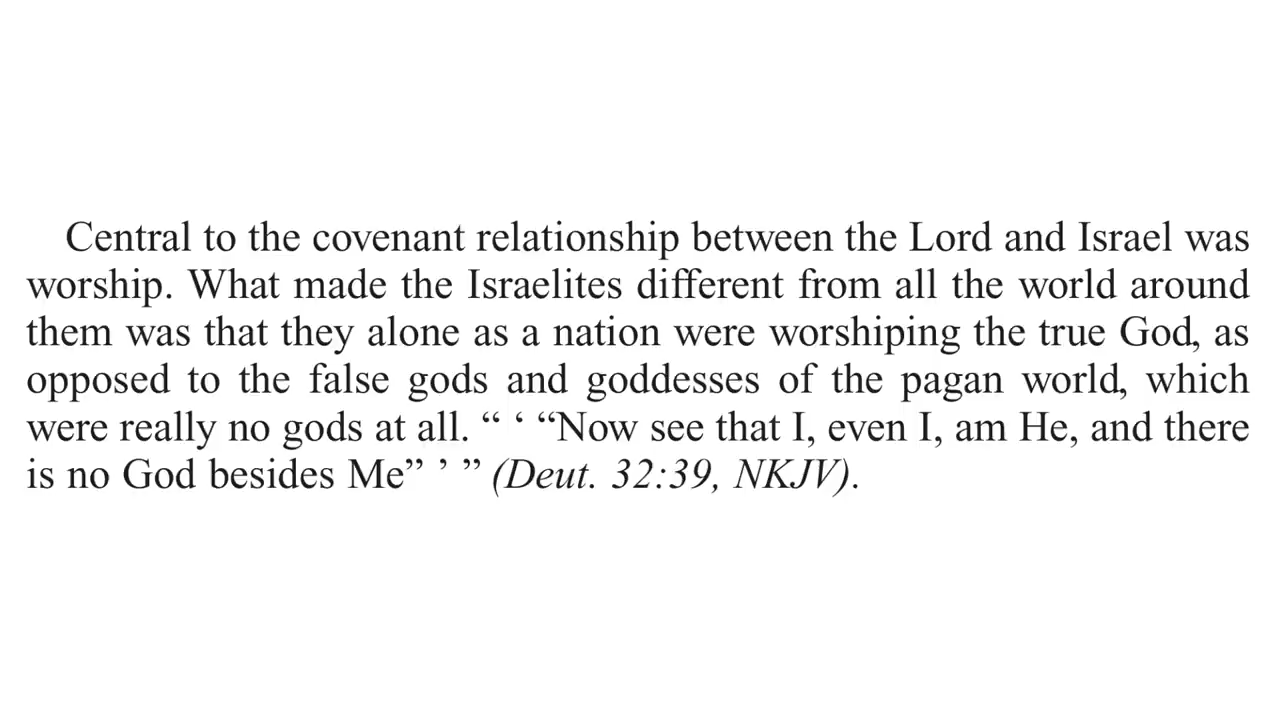 Central to the covenant relationship between the Lord and Israel was
worship. What made the Israelites different from all the world around
them was that they alone as a nation were worshiping the true God, as
opposed to the false gods and goddesses of the pagan world, which
were really no gods at all. “ ‘ “Now see that I, even I, am He, and there
is no God besides Me” ’ ” (Deut. 32:39, NKJV).